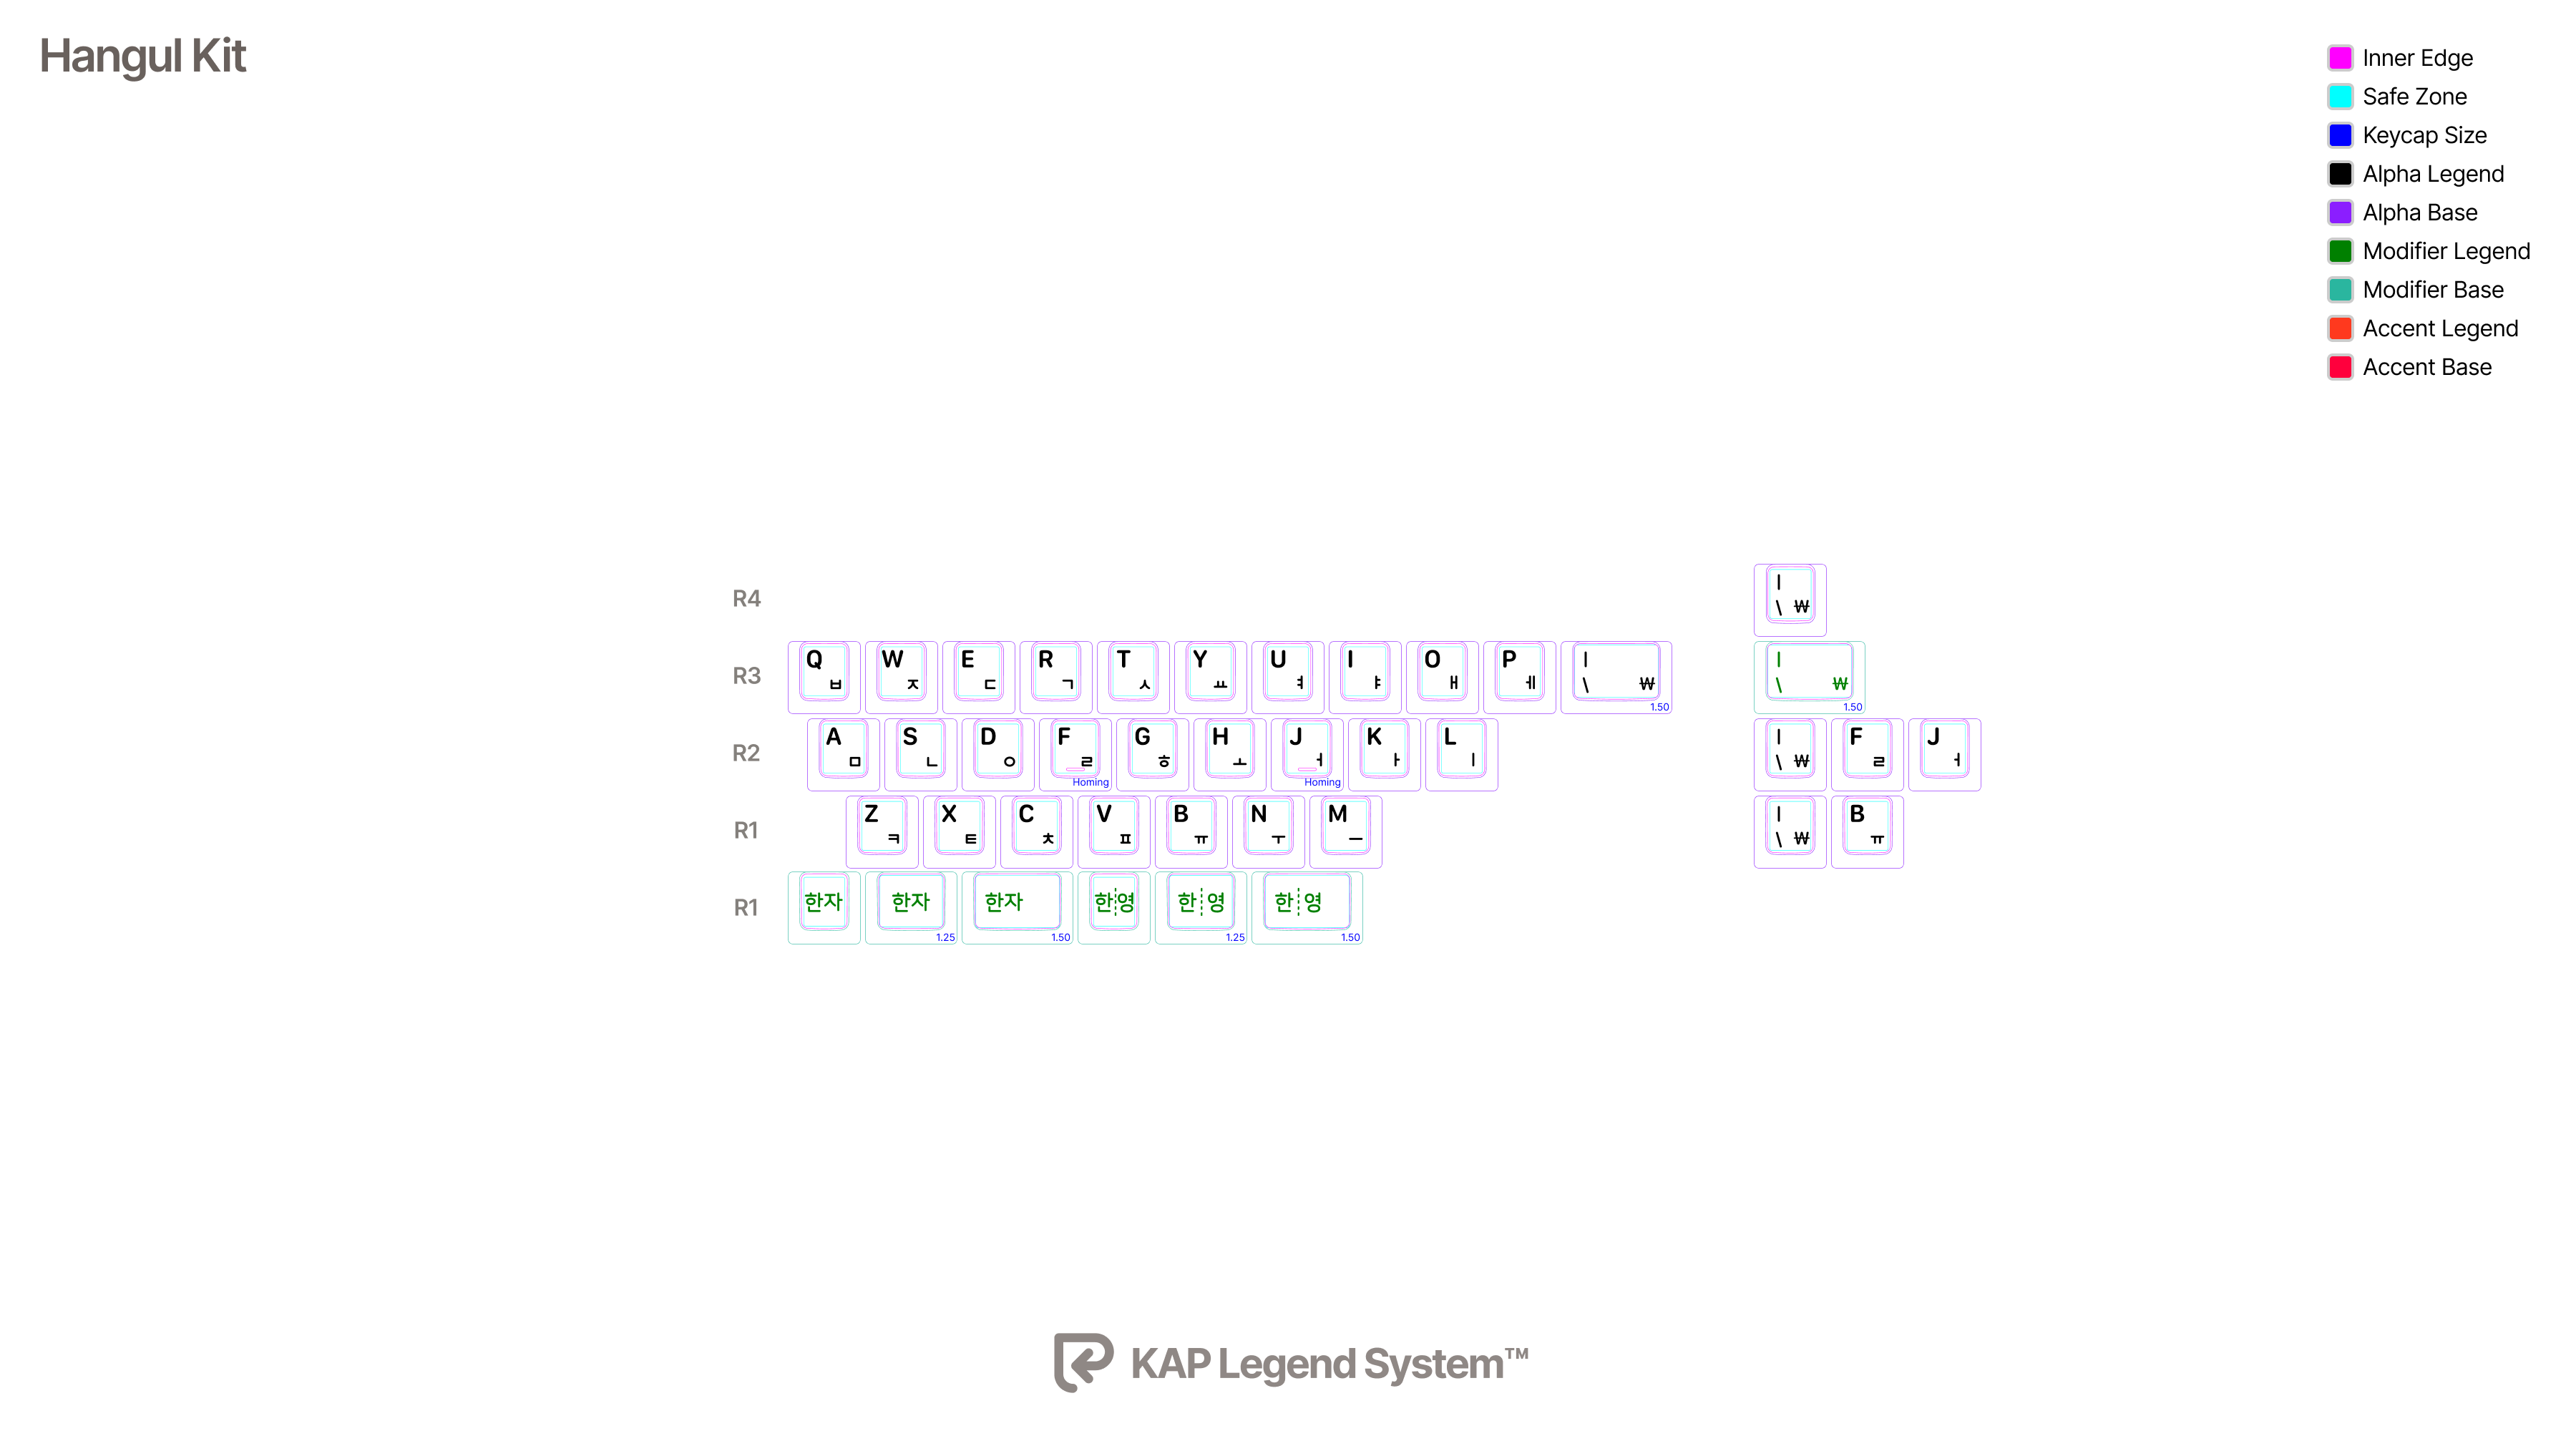 Hangul Kit
Inner Edge
Safe Zone
Keycap Size
Alpha Legend
Alpha Base
Modifier Legend
Modifier Base
Accent Legend
Accent Base
R4
|
\ ₩
R3
Q W E R T Y U I O P |
ㅂ ㅈ ㄷ ㄱ ㅅ ㅛ ㅕ ㅑ ㅐ ㅔ \ ₩
1.50
|
\ ₩
1.50
R2
A S D F G H J K L
ㅁ ㄴ ㅇ ㄹ ㅎ ㅗ ㅓ ㅏ ㅣ
Homing Homing
| F J
\ ₩ ㄹ ㅓ
R1
Z X C V B N M
ㅋ ㅌ ㅊ ㅍ ㅠ ㅜ ㅡ
| B
\ ₩ ㅠ
R1
한자 한자 한자 한¦영 한¦영 한¦영
1.25 1.50 1.25 1.50
KAP Legend System™